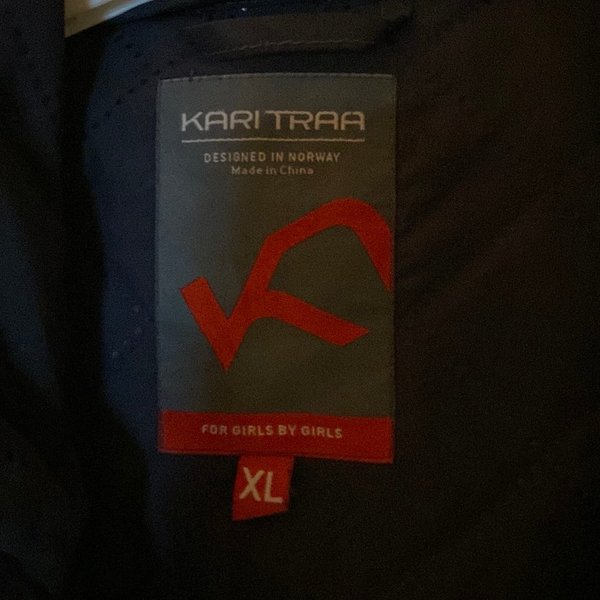 KARI TRAA
DESIGNED IN NORWAY
Made in China
FOR GIRLS BY GIRLS
XL